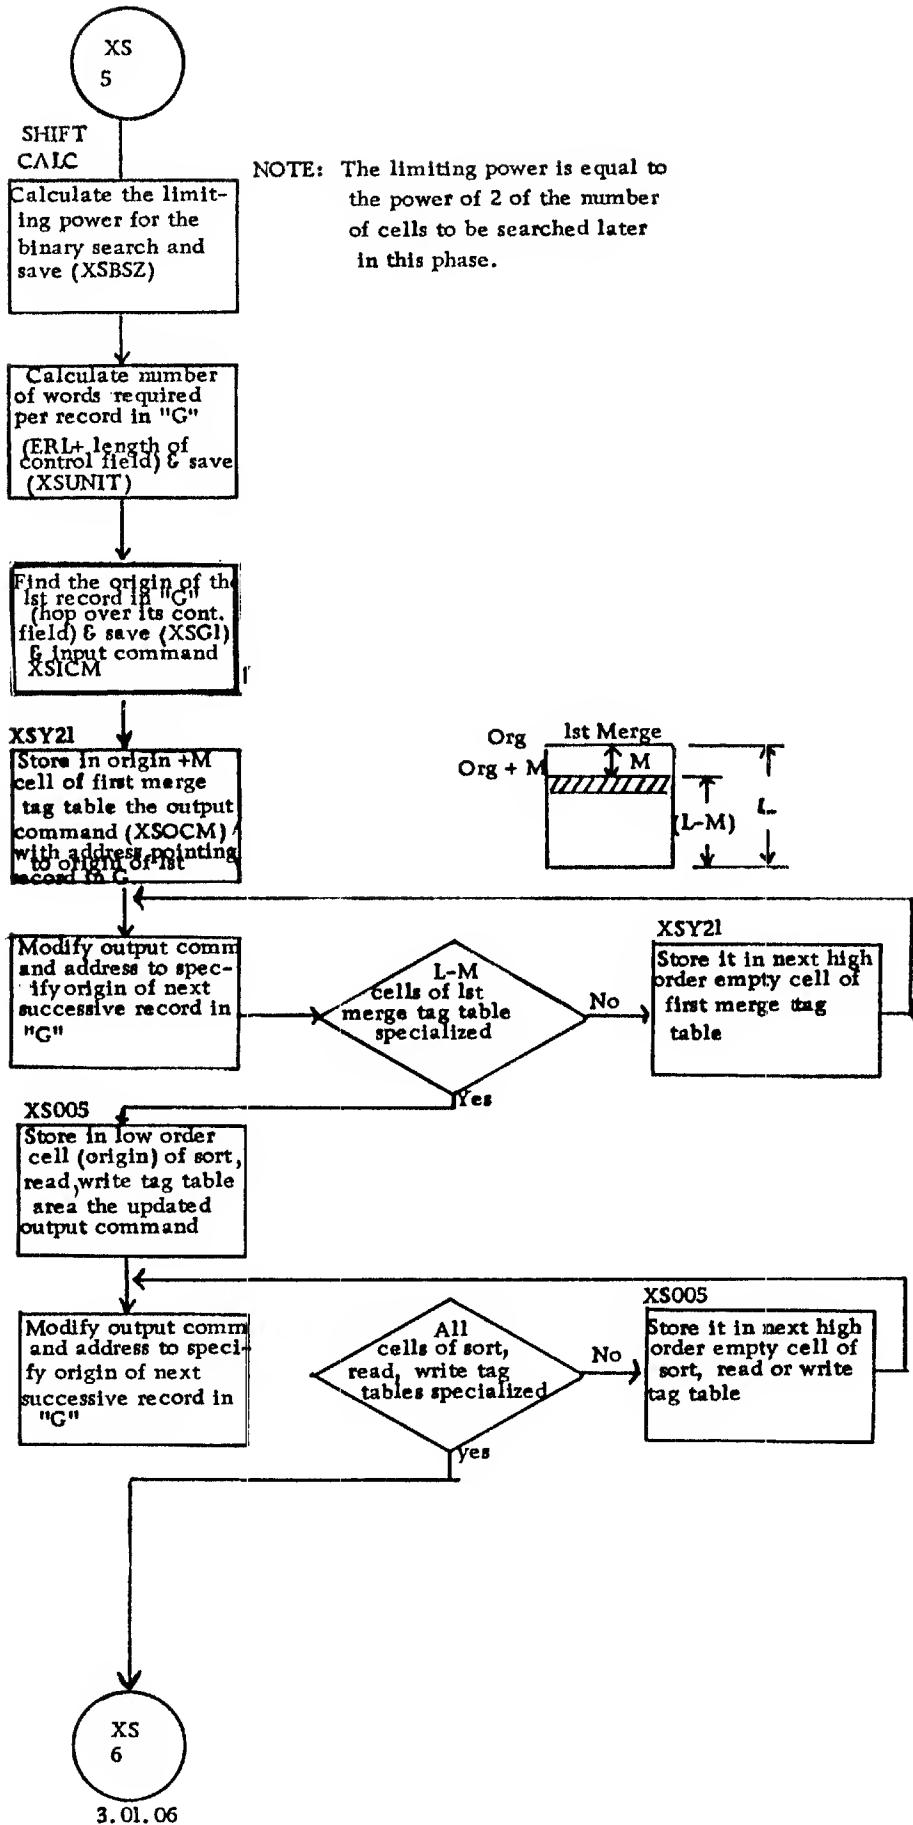 XS
5
SHIFT
CALC
Calculate the limit-
ing power for the
binary search and
save (XSBSZ)
NOTE: The limiting power is equal to
the power of 2 of the number
of cells to be searched later
in this phase.
Calculate number
of words required
per record in "G"
(ERL+ length of
control field) & save
(XSUNIT)
Find the origin of the
1st record in "G"
(hop over its cont.
field) & save (XSG1)
& input command
XSICM
XSY21
Store in origin +M
cell of first merge
tag table the output
command (XSOCM)
with address pointing
to origin of 1st
record in G
Org
1st Merge
Org + M
M
(L-M)
L
Modify output comm
and address to spec-
ify origin of next
successive record in
"G"
L-M
cells of 1st
merge tag table
specialized
No
Yes
XSY21
Store it in next high
order empty cell of
first merge tag
table
XS005
Store in low order
cell (origin) of sort,
read, write tag table
area the updated
output command
Modify output comm
and address to speci-
fy origin of next
successive record in
"G"
All
cells of sort,
read, write tag
tables specialized
No
yes
XS005
Store it in next high
order empty cell of
sort, read or write
tag table
XS
6
3.01.06